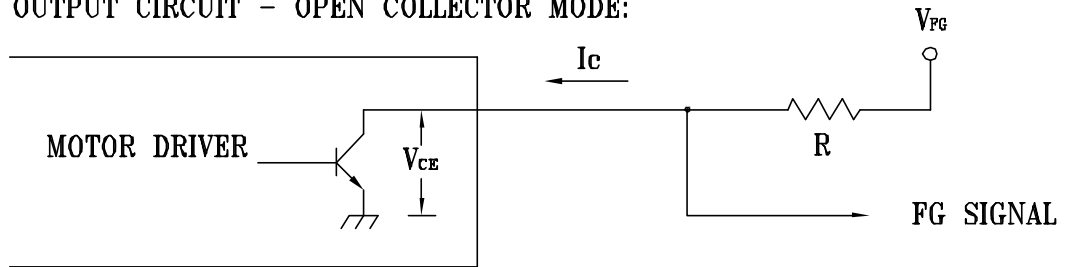 OUTPUT CIRCUIT - OPEN COLLECTOR MODE:
VFG
Ic
MOTOR DRIVER
VCE
R
FG SIGNAL